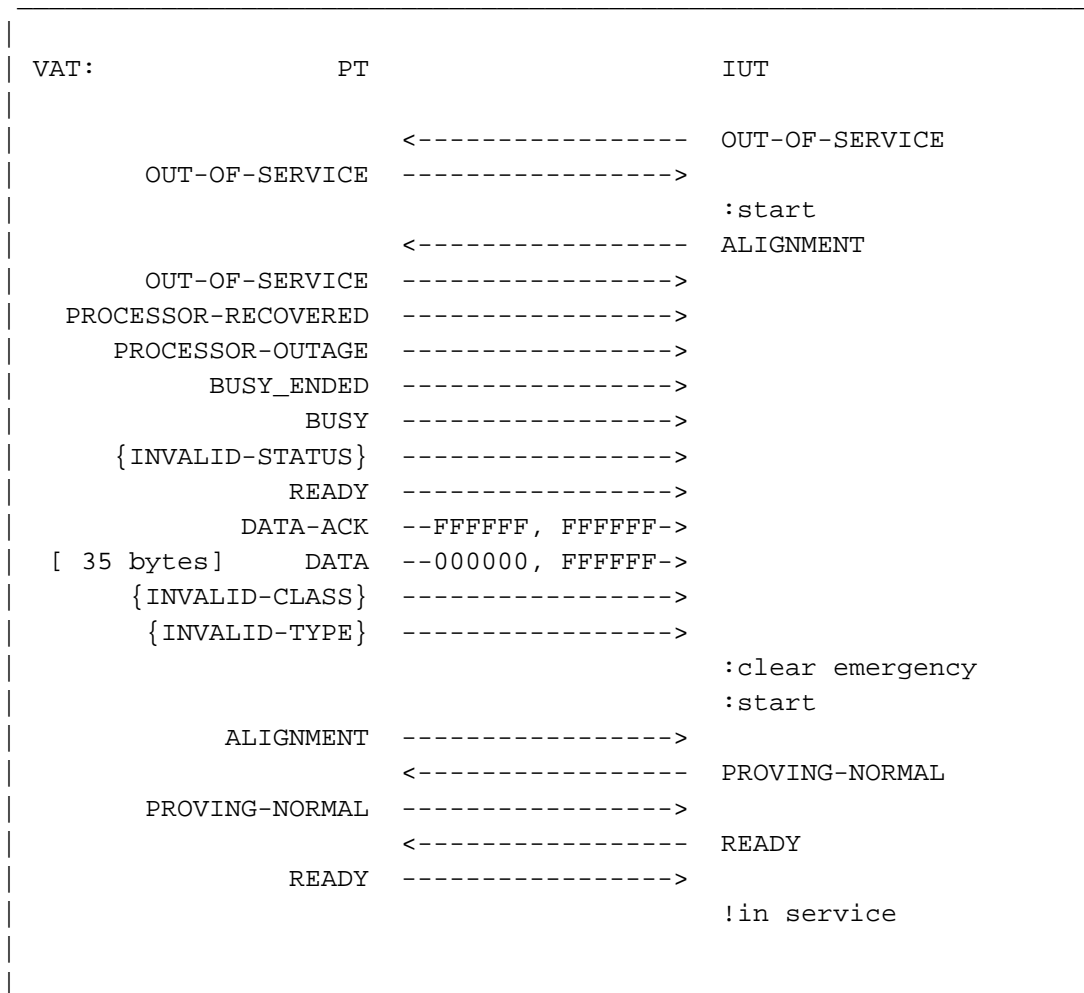 VAT: PT IUT
<----------------- OUT-OF-SERVICE
OUT-OF-SERVICE ----------------->
:start
<----------------- ALIGNMENT
OUT-OF-SERVICE ----------------->
PROCESSOR-RECOVERED ----------------->
PROCESSOR-OUTAGE ----------------->
BUSY_ENDED ----------------->
BUSY ----------------->
{INVALID-STATUS} ----------------->
READY ----------------->
DATA-ACK --FFFFFF, FFFFFF->
[ 35 bytes] DATA --000000, FFFFFF->
{INVALID-CLASS} ----------------->
{INVALID-TYPE} ----------------->
:clear emergency
:start
ALIGNMENT ----------------->
<----------------- PROVING-NORMAL
PROVING-NORMAL ----------------->
<----------------- READY
READY ----------------->
!in service